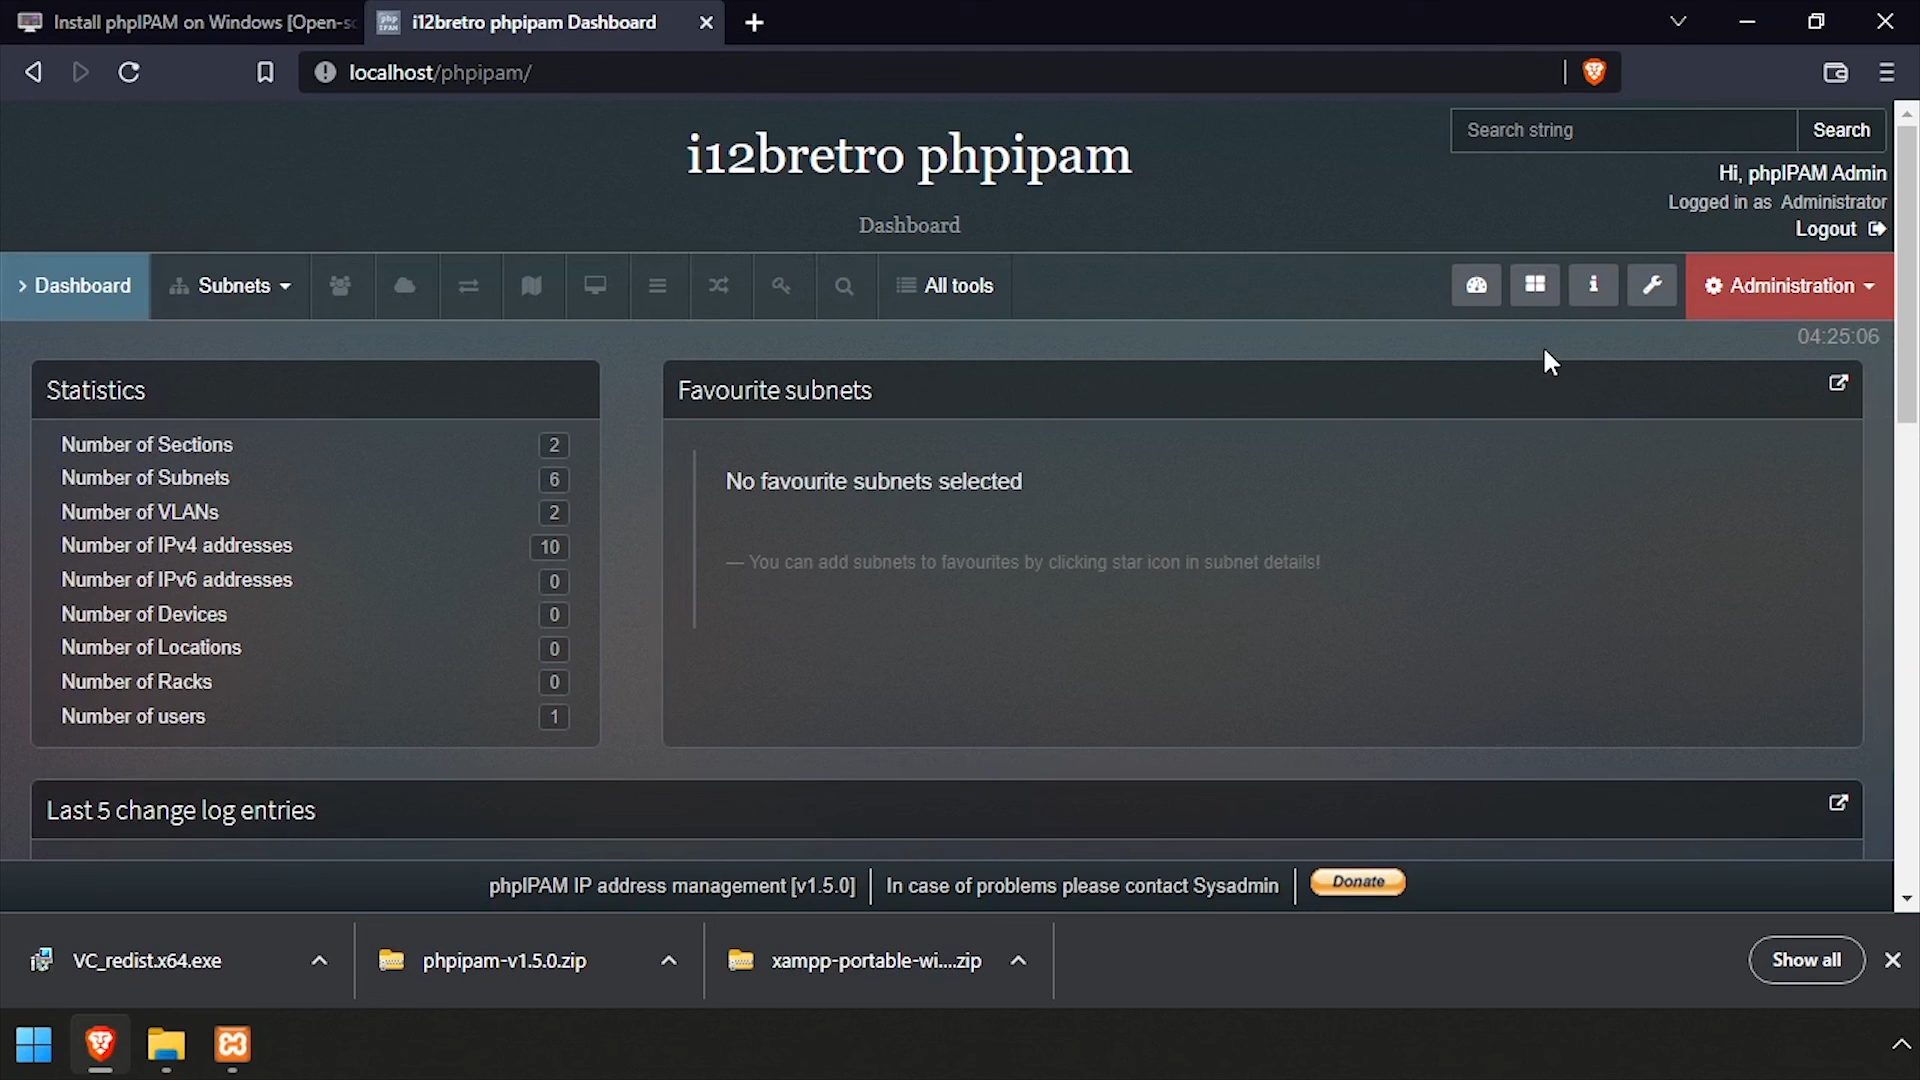 Install phpIPAM on Windows [Open-sc
i12bretro phpipam Dashboard
localhost/phpipam/
i12bretro phpipam
Dashboard
Search string
Search
Hi, phpIPAM Admin
Logged in as Administrator
Logout
Dashboard
Subnets
All tools
Administration
04:25:06
Statistics
Number of Sections 2
Number of Subnets 6
Number of VLANs 2
Number of IPv4 addresses 10
Number of IPv6 addresses 0
Number of Devices 0
Number of Locations 0
Number of Racks 0
Number of users 1
Favourite subnets
No favourite subnets selected
— You can add subnets to favourites by clicking star icon in subnet details!
Last 5 change log entries
phpIPAM IP address management [v1.5.0]
In case of problems please contact Sysadmin
Donate
VC_redist.x64.exe
phpipam-v1.5.0.zip
xampp-portable-wi....zip
Show all